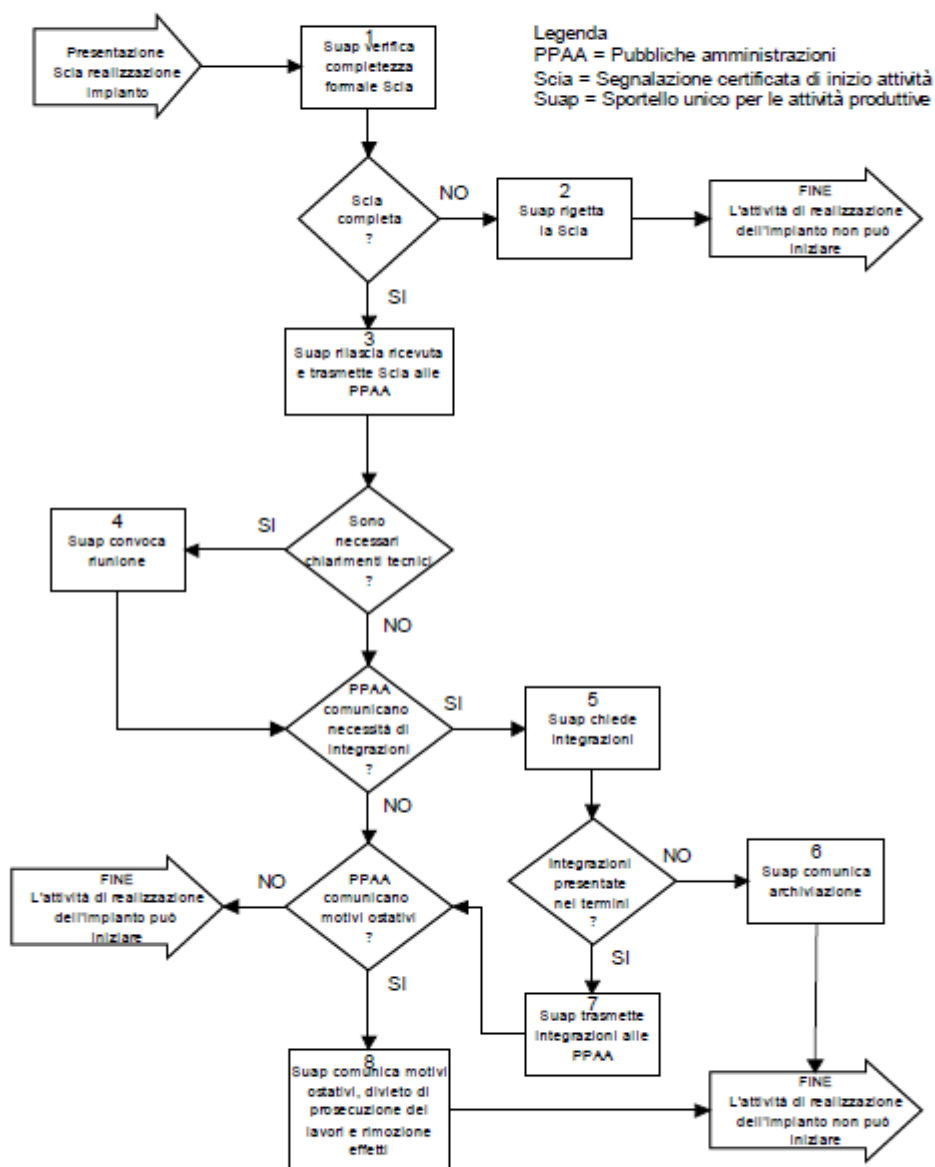 Presentazione
Scia realizzazione
impianto
1
Suap verifica
completezza
formale Scia
Legenda
PPAA = Pubbliche amministrazioni
Scia = Segnalazione certificata di inizio attività
Suap = Sportello unico per le attività produttive
Scia
completa
?
NO
2
Suap rigetta
la Scia
FINE
L'attività di realizzazione
dell'impianto non può
iniziare
SI
3
Suap rilascia ricevuta
e trasmette Scia alle
PPAA
Sono
necessari
chiarimenti tecnici
?
SI
4
Suap convoca
riunione
NO
PPAA
comunicano
necessità di
integrazioni
?
SI
5
Suap chiede
integrazioni
NO
Integrazioni
presentate
nei termini
?
NO
6
Suap comunica
archiviazione
PPAA
comunicano
motivi ostativi
?
NO
FINE
L'attività di realizzazione
dell'impianto può
iniziare
SI
SI
7
Suap trasmette
integrazioni alle
PPAA
8
Suap comunica motivi
ostativi, divieto di
prosecuzione dei
lavori e rimozione
effetti
FINE
L'attività di realizzazione
dell'impianto non può
iniziare